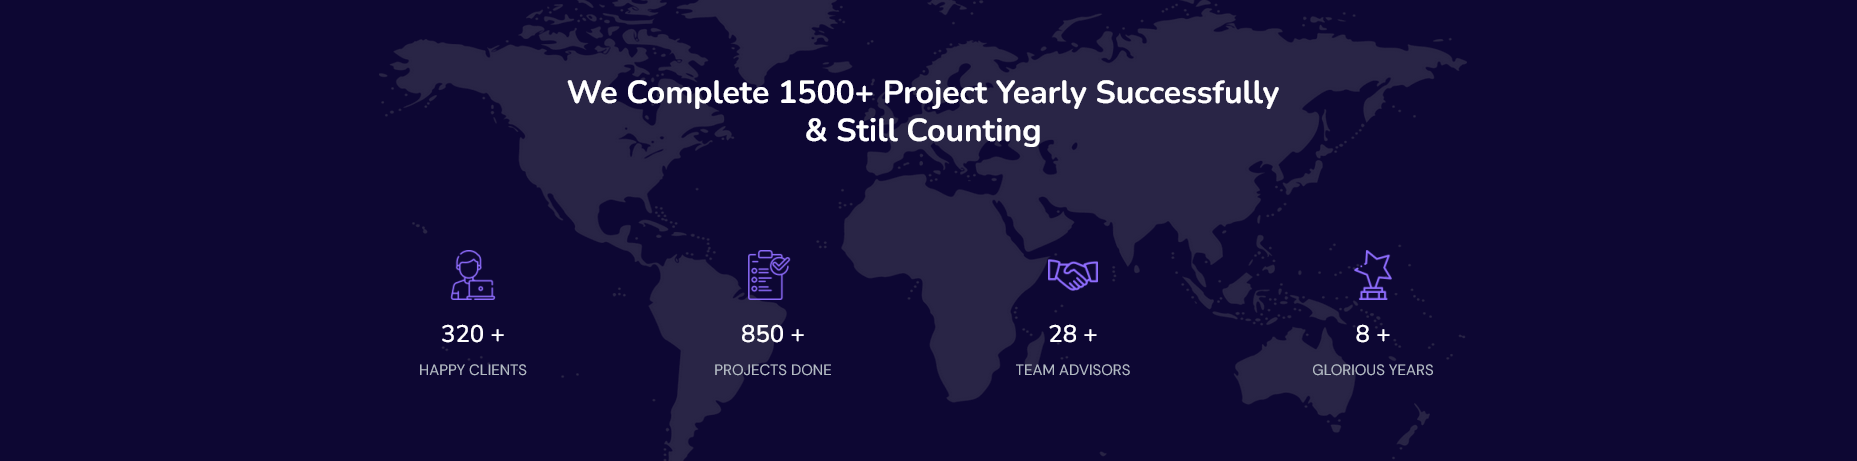 We Complete 1500+ Project Yearly Successfully
& Still Counting
320 +
850 +
28 +
8 +
HAPPY CLIENTS
PROJECTS DONE
TEAM ADVISORS
GLORIOUS YEARS